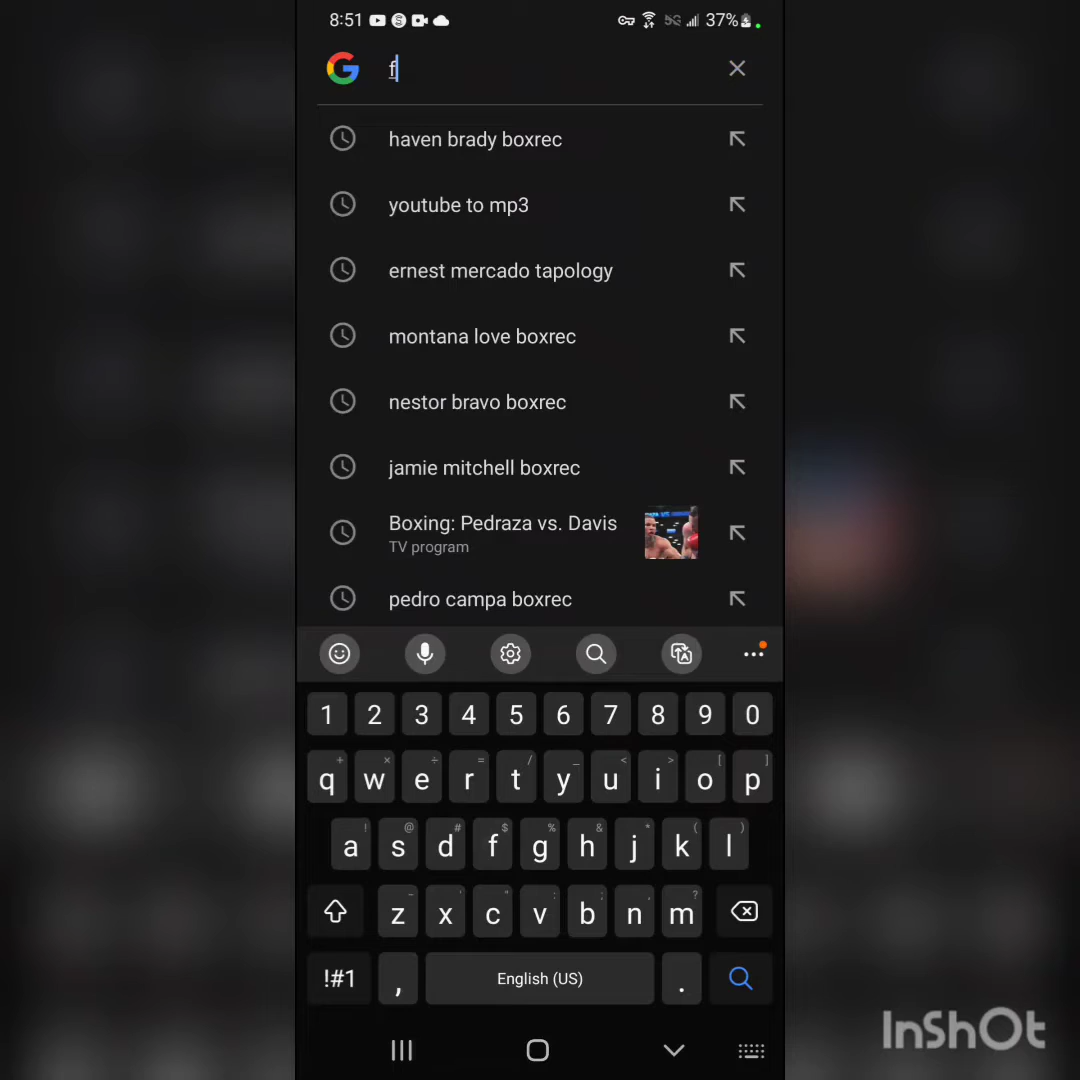 8:51 37%
f
haven brady boxrec
youtube to mp3
ernest mercado tapology
montana love boxrec
nestor bravo boxrec
jamie mitchell boxrec
Boxing: Pedraza vs. Davis
TV program
pedro campa boxrec
1 2 3 4 5 6 7 8 9 0
q w e r t y u i o p
a s d f g h j k l
z x c v b n m
!#1 , English (US) .
InShOt